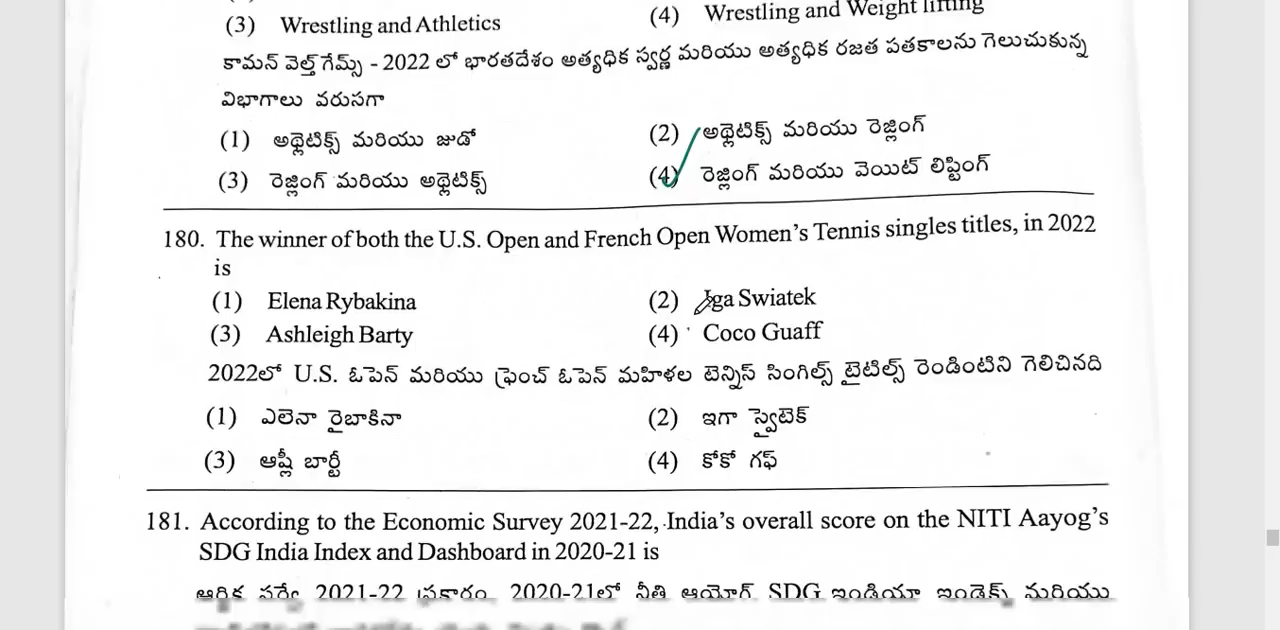 (3) Wrestling and Athletics (4) Wrestling and Weight lifting
కామన్ వెల్త్ గేమ్స్ - 2022 లో భారతదేశం అత్యధిక స్వర్ణ మరియు అత్యధిక రజత పతకాలను గెలుచుకున్న
విభాగాలు వరుసగా
(1) అథ్లెటిక్స్ మరియు జుడో (2) అథ్లెటిక్స్ మరియు రెజ్లింగ్
(3) రెజ్లింగ్ మరియు అథ్లెటిక్స్ (4) రెజ్లింగ్ మరియు వెయిట్ లిఫ్టింగ్
180. The winner of both the U.S. Open and French Open Women's Tennis singles titles, in 2022
is
(1) Elena Rybakina (2) Iga Swiatek
(3) Ashleigh Barty (4) Coco Guaff
2022లో U.S. ఓపెన్ మరియు ఫ్రెంచ్ ఓపెన్ మహిళల టెన్నిస్ సింగిల్స్ టైటిల్స్ రెండింటిని గెలిచినది
(1) ఎలెనా రైబాకినా (2) ఇగా స్వైటెక్
(3) ఆష్లీ బార్టీ (4) కోకో గఫ్
181. According to the Economic Survey 2021-22, India's overall score on the NITI Aayog's
SDG India Index and Dashboard in 2020-21 is
ఆర్థిక సర్వే 2021-22 ప్రకారం, 2020-21లో నీతి ఆయోగ్ SDG ఇండియా ఇండెక్స్ మరియు